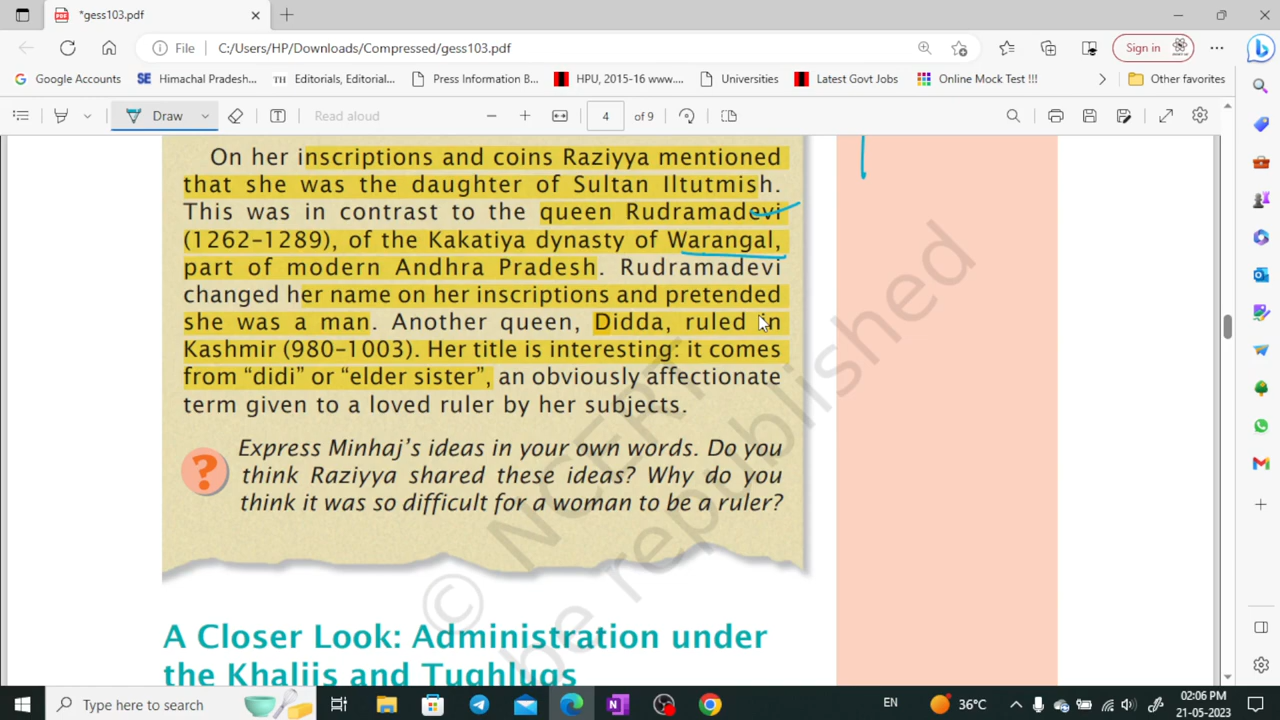 *gess103.pdf
File
C:/Users/HP/Downloads/Compressed/gess103.pdf
Sign in
Google Accounts
SE Himachal Pradesh...
TH Editorials, Editorial...
Press Information B...
HPU, 2015-16 www....
Universities
Latest Govt Jobs
Online Mock Test !!!
Other favorites
Draw
Read aloud
4 of 9
On her inscriptions and coins Raziyya mentioned
that she was the daughter of Sultan Iltutmish.
This was in contrast to the queen Rudramadevi
(1262–1289), of the Kakatiya dynasty of Warangal,
part of modern Andhra Pradesh. Rudramadevi
changed her name on her inscriptions and pretended
she was a man. Another queen, Didda, ruled in
Kashmir (980–1003). Her title is interesting: it comes
from “didi” or “elder sister”, an obviously affectionate
term given to a loved ruler by her subjects.
? Express Minhaj’s ideas in your own words. Do you
think Raziyya shared these ideas? Why do you
think it was so difficult for a woman to be a ruler?
© NCERT
be republished
A Closer Look: Administration under
the Khaljis and Tughluqs
Type here to search
EN
36°C
02:06 PM
21-05-2023